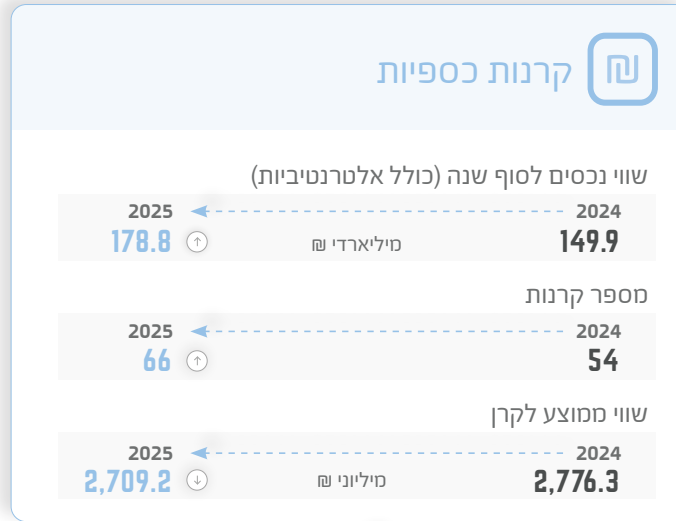 ₪ קרנות כספיות
שווי נכסים לסוף שנה (כולל אלטרנטיביות)
2024 2025
149.9 מיליארדי ₪ ↑ 178.8
מספר קרנות
2024 2025
54 ↑ 66
שווי ממוצע לקרן
2024 2025
2,776.3 מיליוני ₪ ↓ 2,709.2